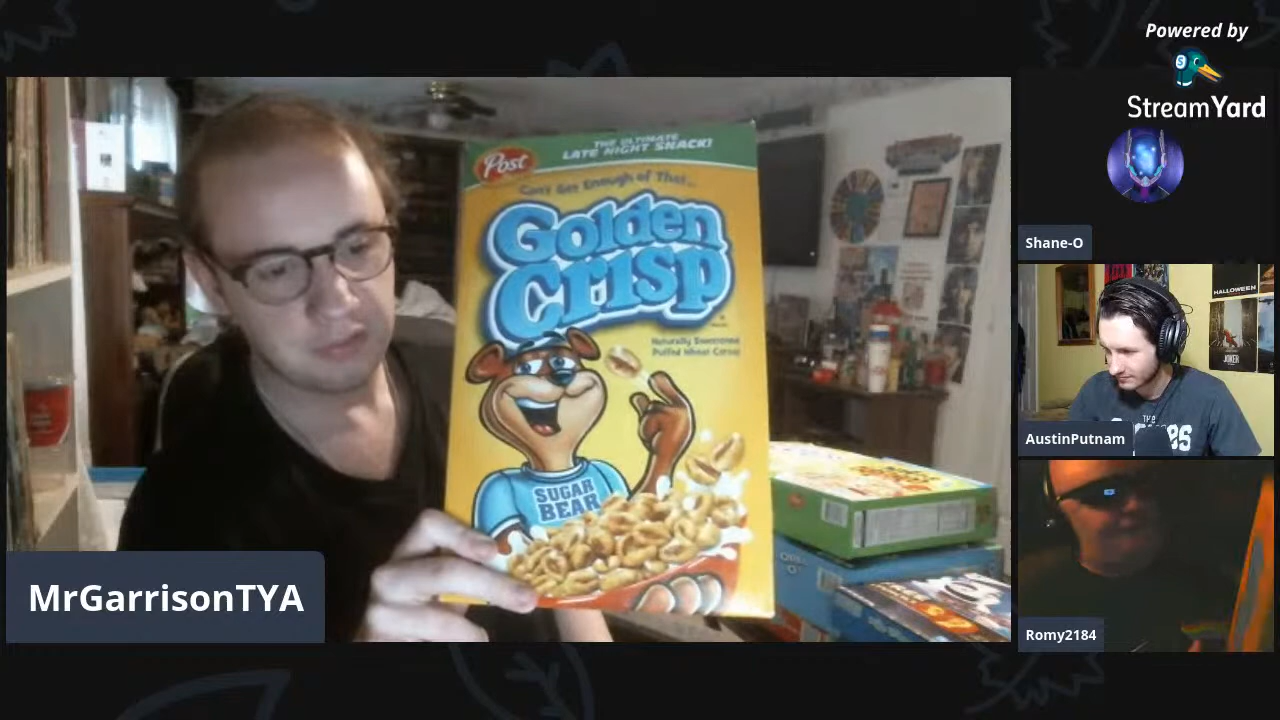 Powered by
StreamYard
Post
THE ULTIMATE
LATE NIGHT SNACK!
Can't Get Enough of That...
Golden
Crisp
Naturally Sweetened
Puffed Wheat Cereal
SUGAR
BEAR
MrGarrisonTYA
Shane-O
HALLOWEEN
JOKER
THE
AustinPutnam
Romy2184